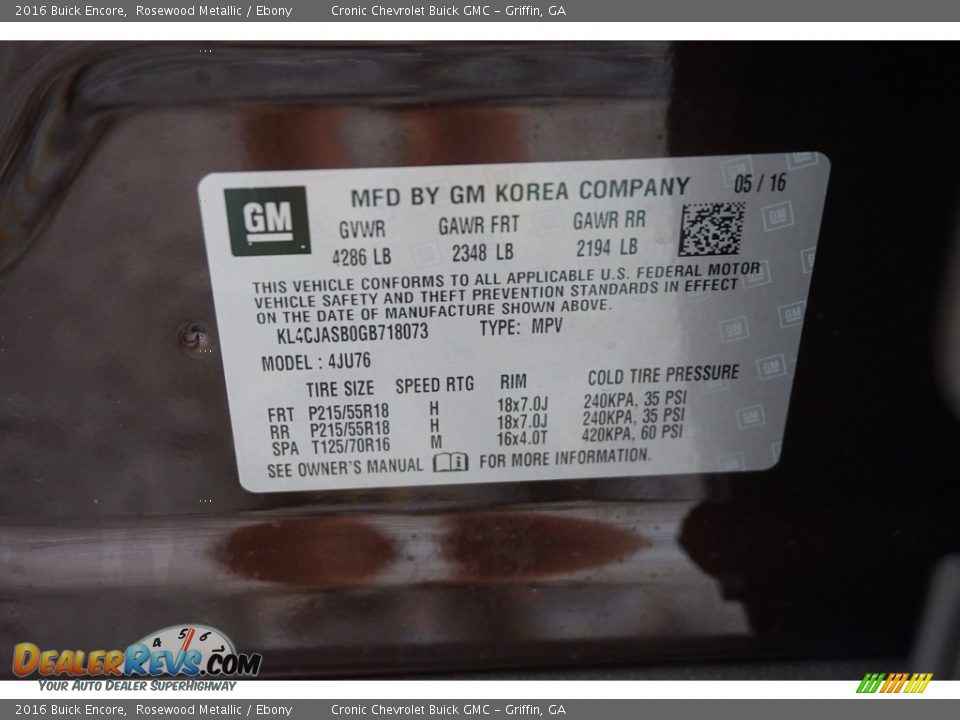 2016 Buick Encore, Rosewood Metallic / Ebony Cronic Chevrolet Buick GMC - Griffin, GA
GM MFD BY GM KOREA COMPANY 05 / 16
GVWR GAWR FRT GAWR RR
4286 LB 2348 LB 2194 LB
THIS VEHICLE CONFORMS TO ALL APPLICABLE U.S. FEDERAL MOTOR
VEHICLE SAFETY AND THEFT PREVENTION STANDARDS IN EFFECT
ON THE DATE OF MANUFACTURE SHOWN ABOVE.
KL4CJASB0GB718073 TYPE: MPV
MODEL : 4JU76
TIRE SIZE SPEED RTG RIM COLD TIRE PRESSURE
FRT P215/55R18 H 18x7.0J 240KPA, 35 PSI
RR P215/55R18 H 18x7.0J 240KPA, 35 PSI
SPA T125/70R16 M 16x4.0T 420KPA, 60 PSI
SEE OWNER'S MANUAL FOR MORE INFORMATION.
4 5 6
DEALERREVS.COM
YOUR AUTO DEALER SUPERHIGHWAY
2016 Buick Encore, Rosewood Metallic / Ebony Cronic Chevrolet Buick GMC - Griffin, GA